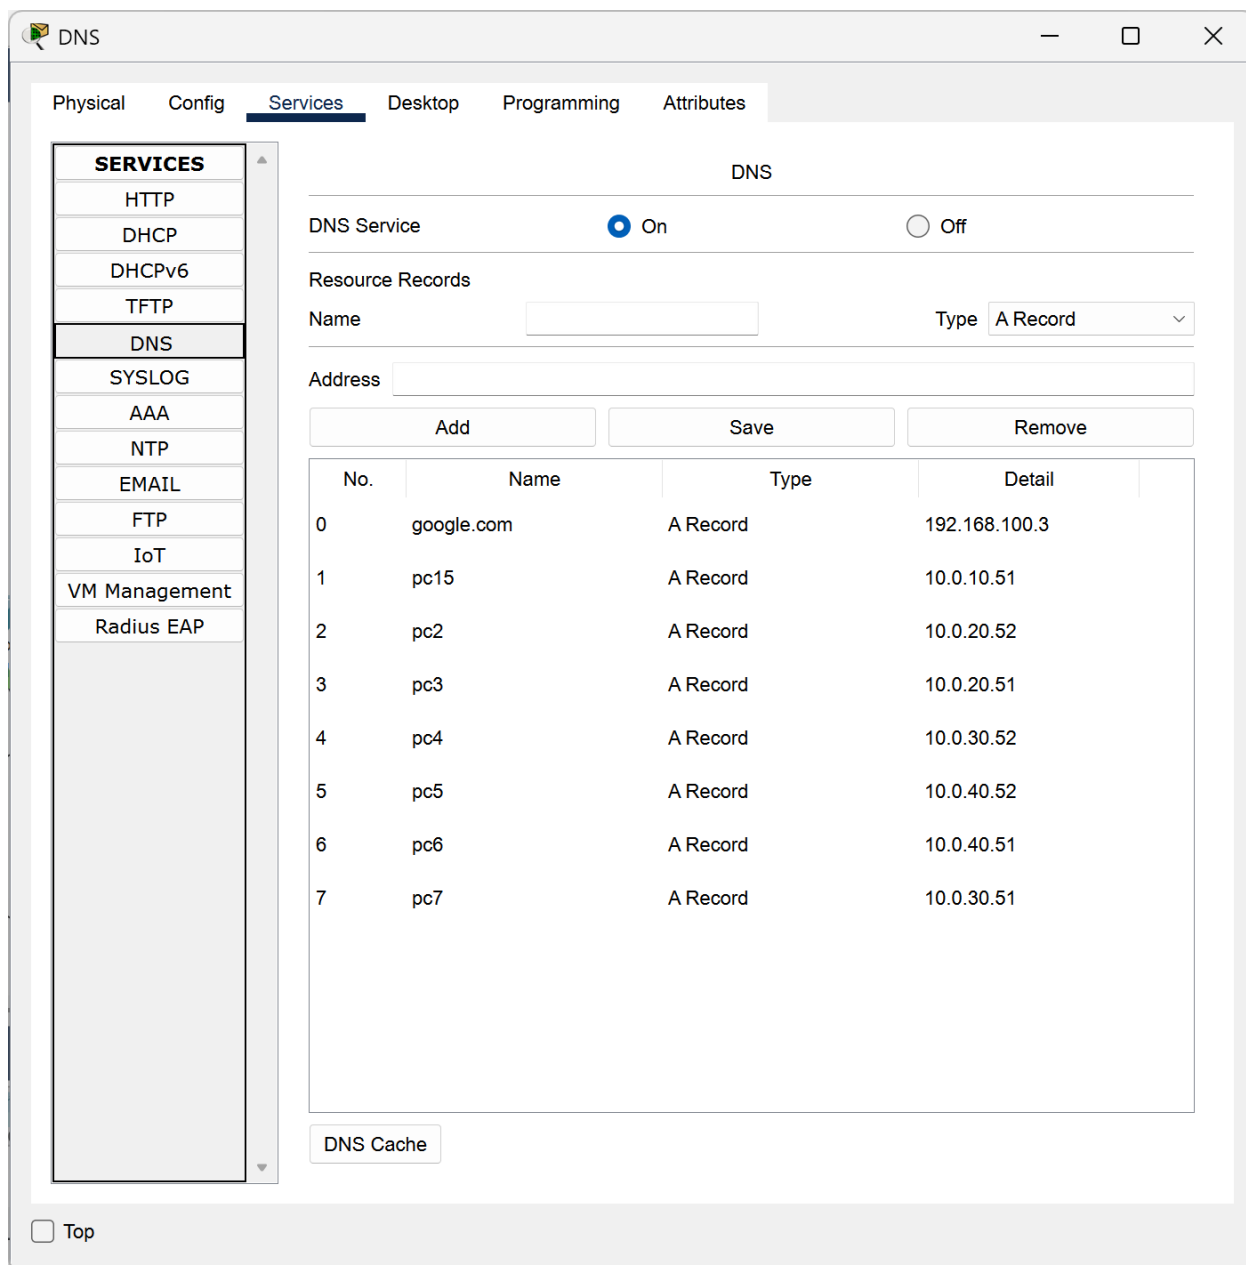 DNS
Physical Config Services Desktop Programming Attributes
SERVICES
HTTP
DHCP
DHCPv6
TFTP
DNS
SYSLOG
AAA
NTP
EMAIL
FTP
IoT
VM Management
Radius EAP
DNS
DNS Service On Off
Resource Records
Name Type A Record
Address
Add Save Remove
No. Name Type Detail
0 google.com A Record 192.168.100.3
1 pc15 A Record 10.0.10.51
2 pc2 A Record 10.0.20.52
3 pc3 A Record 10.0.20.51
4 pc4 A Record 10.0.30.52
5 pc5 A Record 10.0.40.52
6 pc6 A Record 10.0.40.51
7 pc7 A Record 10.0.30.51
DNS Cache
Top